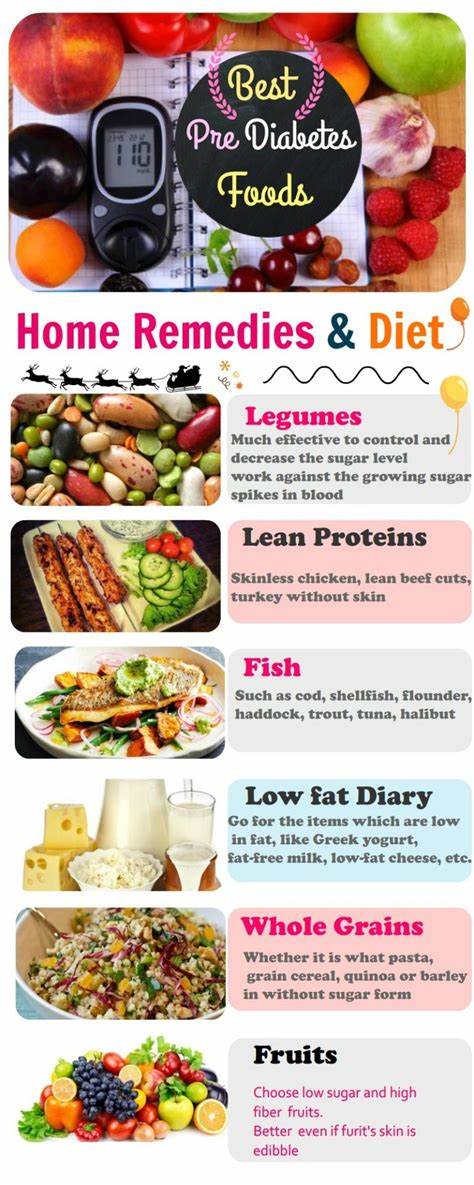 Best
Pre Diabetes
Foods
110
Home Remedies & Diet
Legumes
Much effective to control and
decrease the sugar level
work against the growing sugar
spikes in blood
Lean Proteins
Skinless chicken, lean beef cuts,
turkey without skin
Fish
Such as cod, shellfish, flounder,
haddock, trout, tuna, halibut
Low fat Diary
Go for the items which are low
in fat, like Greek yogurt,
fat-free milk, low-fat cheese, etc.
Whole Grains
Whether it is what pasta,
grain cereal, quinoa or barley
in without sugar form
Fruits
Choose low sugar and high
fiber fruits.
Better even if furit's skin is
edibble